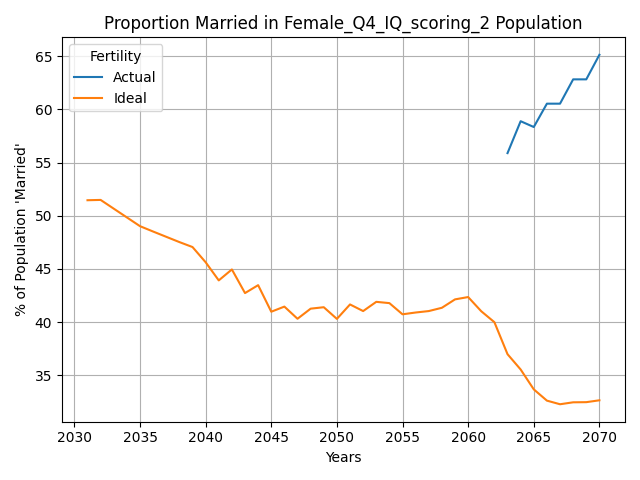 Proportion Married in Female_Q4_IQ_scoring_2 Population
Fertility
Actual
Ideal
% of Population 'Married'
65
60
55
50
45
40
35
2030 2035 2040 2045 2050 2055 2060 2065 2070
Years